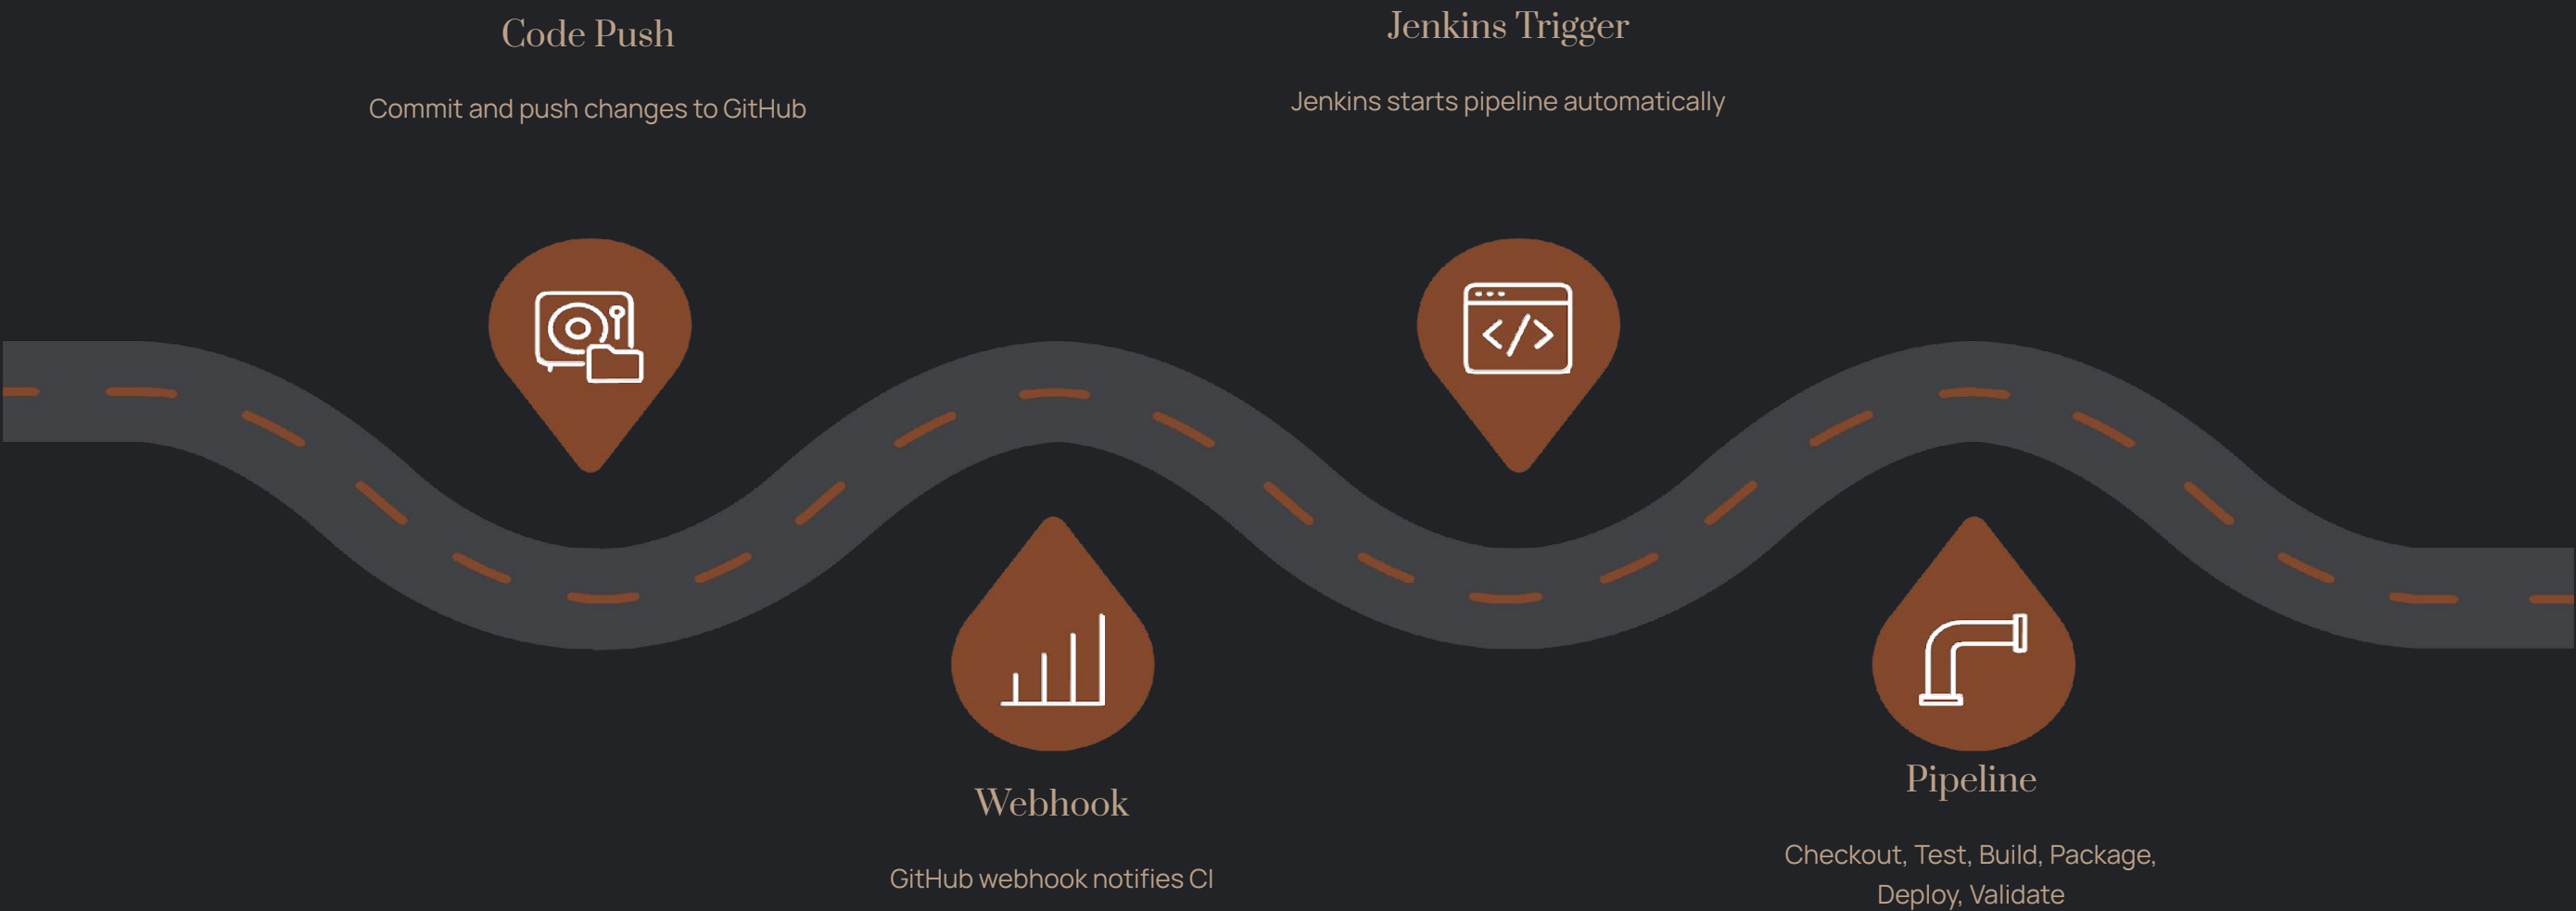 Code Push
Commit and push changes to GitHub
Webhook
GitHub webhook notifies CI
Jenkins Trigger
Jenkins starts pipeline automatically
Pipeline
Checkout, Test, Build, Package,
Deploy, Validate